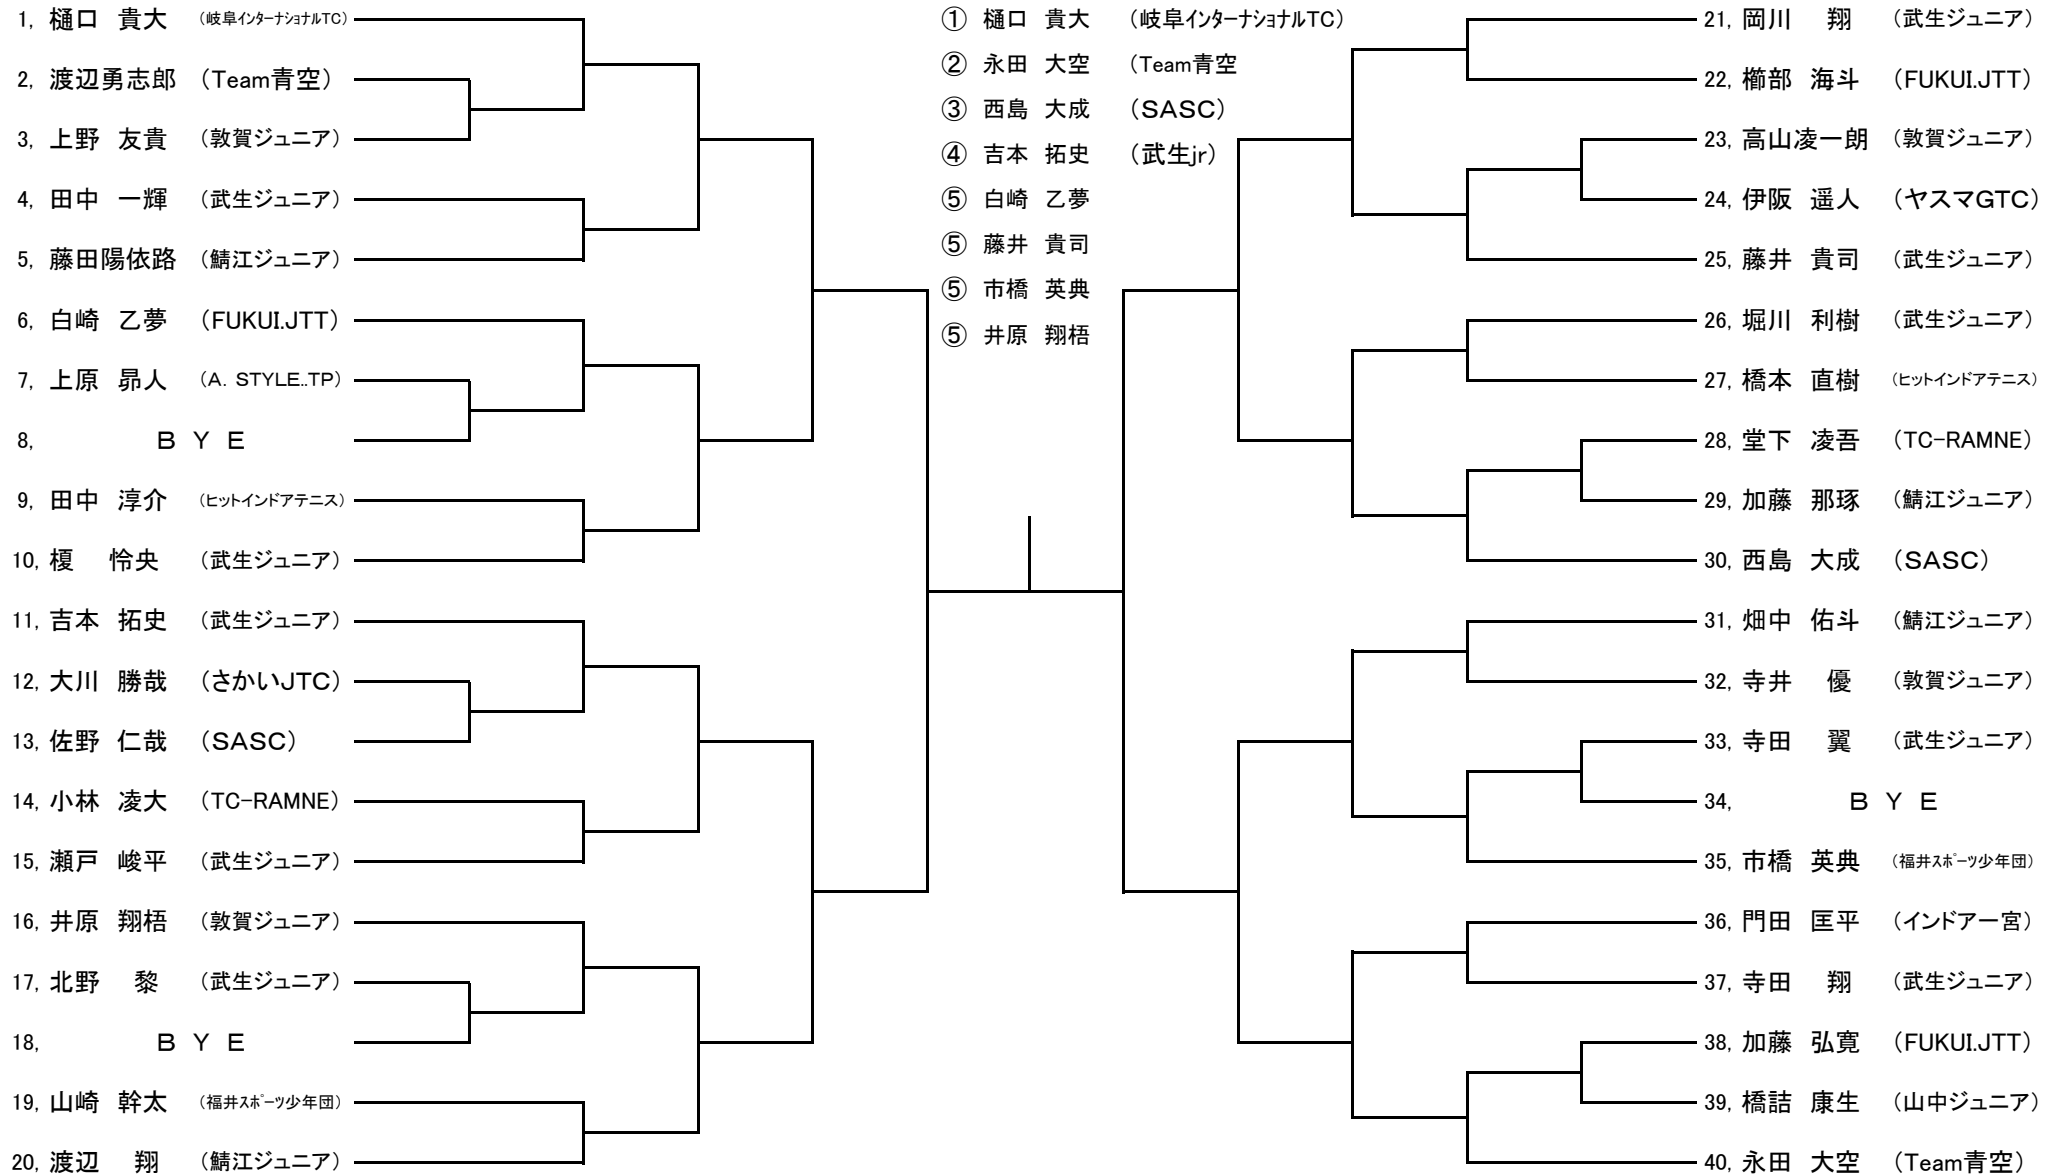 1, 樋口　貴大　（岐阜インターナショナルTC）
2, 渡辺勇志郎　（Team青空）
3, 上野　友貴　（敦賀ジュニア）
4, 田中　一輝　（武生ジュニア）
5, 藤田陽依路　（鯖江ジュニア）
6, 白崎　乙夢　（FUKUI.JTT）
7, 上原　昴人　（A. STYLE..TP）
8, ＢＹＥ
9, 田中　淳介　（ヒットインドアテニス）
10, 榎　怜央　（武生ジュニア）
11, 吉本　拓史　（武生ジュニア）
12, 大川　勝哉　（さかいJTC）
13, 佐野　仁哉　（SASC）
14, 小林　凌大　（TC-RAMNE）
15, 瀬戸　峻平　（武生ジュニア）
16, 井原　翔梧　（敦賀ジュニア）
17, 北野　黎　（武生ジュニア）
18, ＢＹＥ
19, 山崎　幹太　（福井スポーツ少年団）
20, 渡辺　翔　（鯖江ジュニア）
① 樋口　貴大　（岐阜インターナショナルTC）
② 永田　大空　（Team青空
③ 西島　大成　（SASC）
④ 吉本　拓史　（武生jr）
⑤ 白崎　乙夢
⑤ 藤井　貴司
⑤ 市橋　英典
⑤ 井原　翔梧
21, 岡川　翔　（武生ジュニア）
22, 曛部　海斗　（FUKUI.JTT）
23, 高山凌一朗　（敦賀ジュニア）
24, 伊阪　遥人　（ヤスマGTC）
25, 藤井　貴司　（武生ジュニア）
26, 堀川　利樹　（武生ジュニア）
27, 橋本　直樹　（ヒットインドアテニス）
28, 堂下　凌吾　（TC-RAMNE）
29, 加藤　那琢　（鯖江ジュニア）
30, 西島　大成　（SASC）
31, 畑中　佑斗　（鯖江ジュニア）
32, 寺井　優　（敦賀ジュニア）
33, 寺田　翼　（武生ジュニア）
34, ＢＹＥ
35, 市橋　英典　（福井スポーツ少年団）
36, 門田　匡平　（インドアー宮）
37, 寺田　翔　（武生ジュニア）
38, 加藤　弘寛　（FUKUI.JTT）
39, 橋詰　康生　（山中ジュニア）
40, 永田　大空　（Team青空）